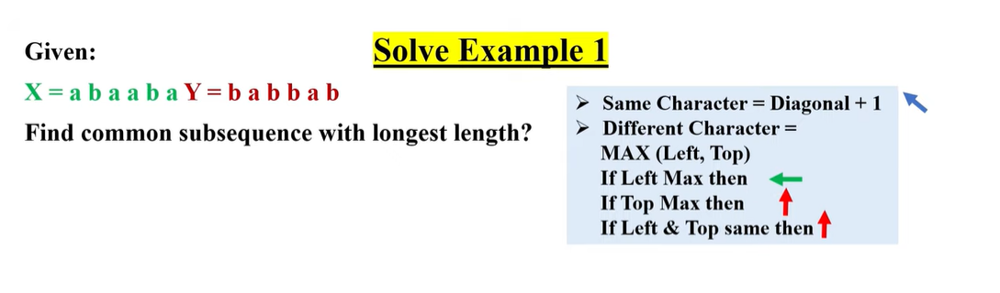 Solve Example 1
Given:
X = a b a a b a Y = b a b b a b
Find common subsequence with longest length?
➢ Same Character = Diagonal + 1
➢ Different Character =
MAX (Left, Top)
If Left Max then
If Top Max then
If Left & Top same then